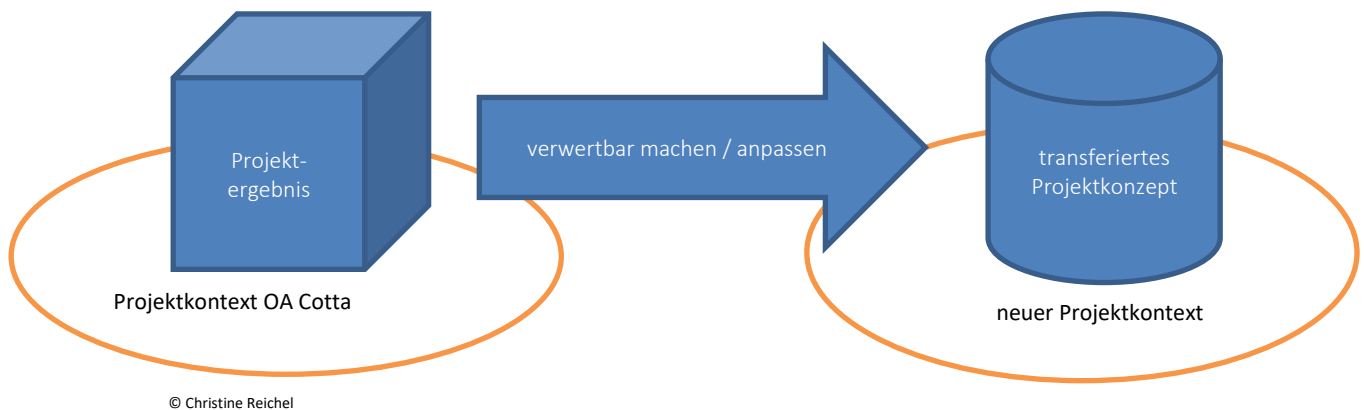 Projekt-
ergebnis
verwertbar machen / anpassen
transferiertes
Projektkonzept
Projektkontext OA Cotta
neuer Projektkontext
© Christine Reichel